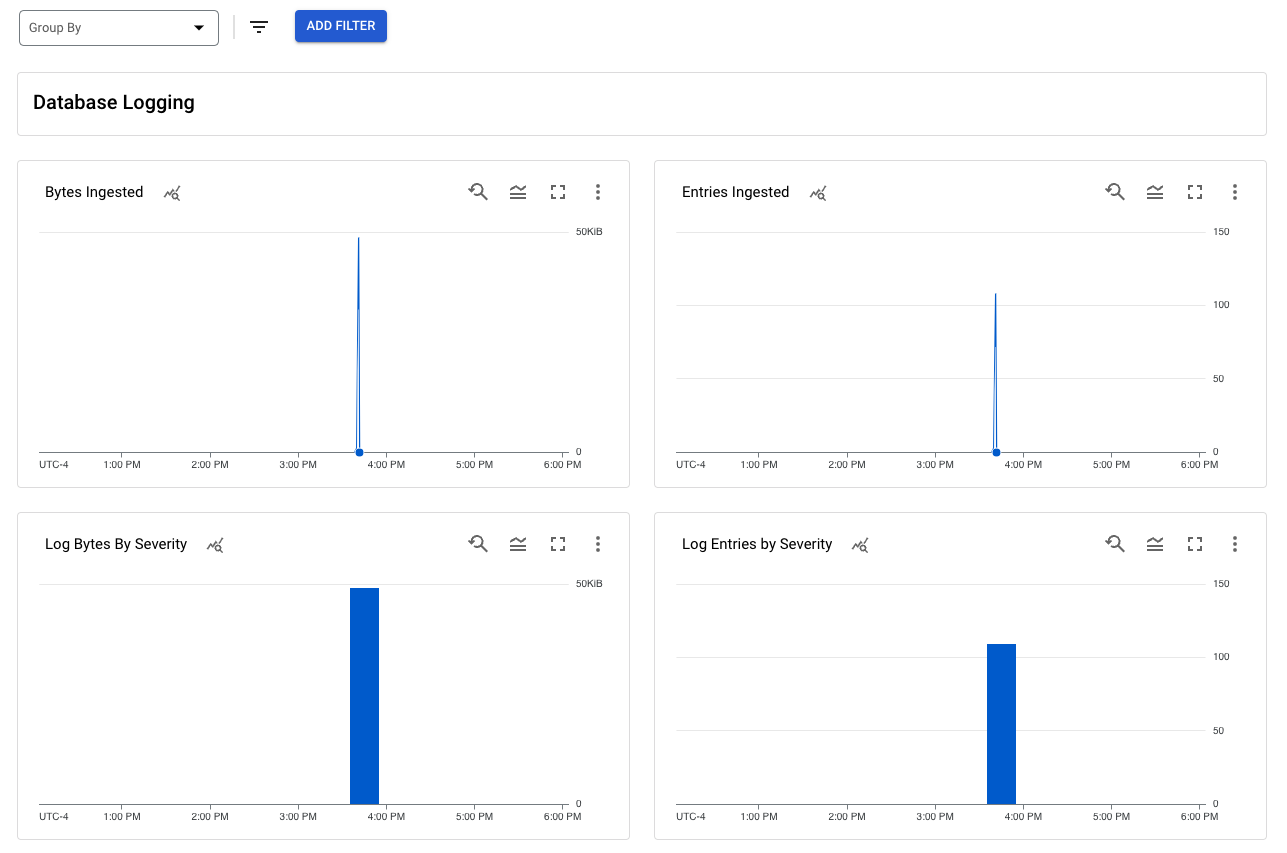 Group By
ADD FILTER
Database Logging
Bytes Ingested
50KiB
0
UTC-4 1:00 PM 2:00 PM 3:00 PM 4:00 PM 5:00 PM 6:00 PM
Entries Ingested
150
100
50
0
UTC-4 1:00 PM 2:00 PM 3:00 PM 4:00 PM 5:00 PM 6:00 PM
Log Bytes By Severity
50KiB
0
UTC-4 1:00 PM 2:00 PM 3:00 PM 4:00 PM 5:00 PM 6:00 PM
Log Entries by Severity
150
100
50
0
UTC-4 1:00 PM 2:00 PM 3:00 PM 4:00 PM 5:00 PM 6:00 PM